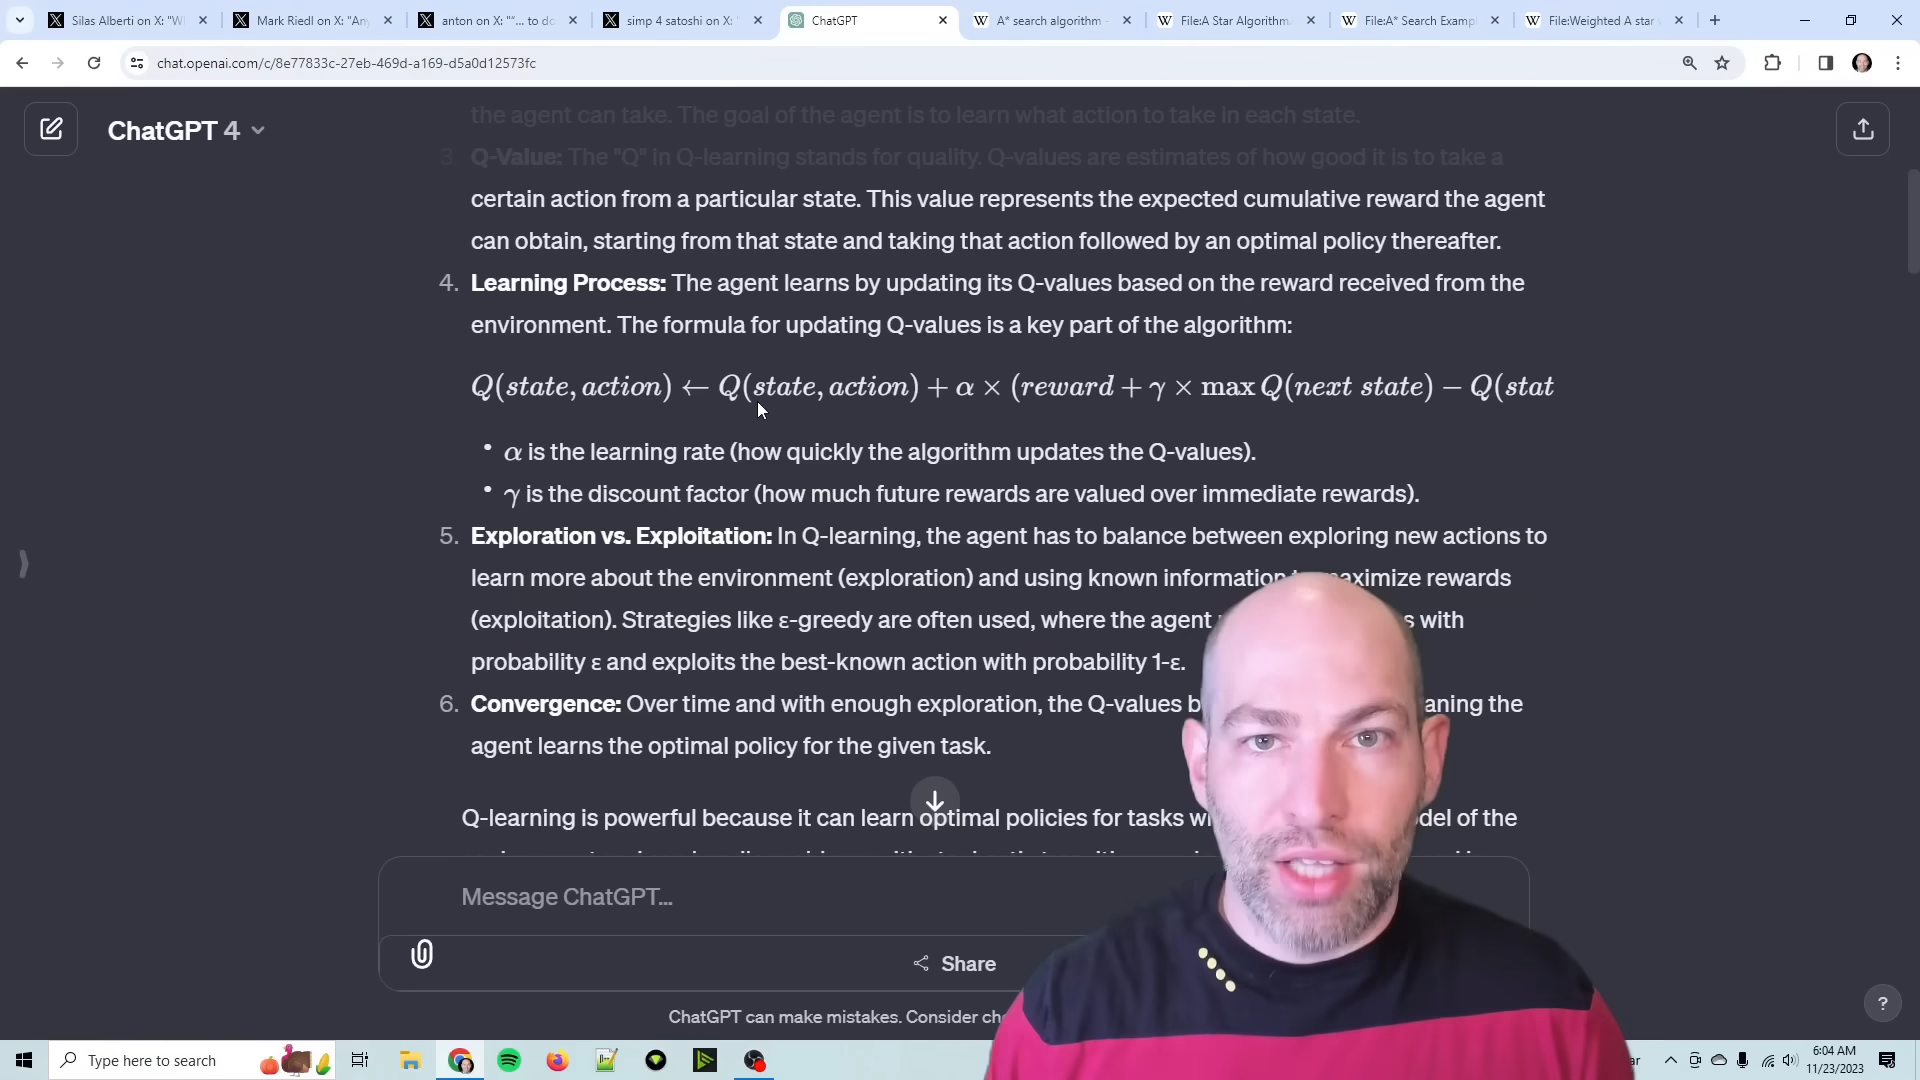 Silas Alberti on X: "W
Mark Riedl on X: "Any
anton on X: "“... to do
simp 4 satoshi on X: "
ChatGPT
A* search algorithm -
File:A Star Algorithm
File:A* Search Examp
File:Weighted A star
chat.openai.com/c/8e77833c-27eb-469d-a169-d5a0d12573fc
ChatGPT 4
the agent can take. The goal of the agent is to learn what action to take in each state.
3. Q-Value: The "Q" in Q-learning stands for quality. Q-values are estimates of how good it is to take a
certain action from a particular state. This value represents the expected cumulative reward the agent
can obtain, starting from that state and taking that action followed by an optimal policy thereafter.
4. Learning Process: The agent learns by updating its Q-values based on the reward received from the
environment. The formula for updating Q-values is a key part of the algorithm:
Q(state, action) ← Q(state, action) + α × (reward + γ × max Q(next state) − Q(stat
• α is the learning rate (how quickly the algorithm updates the Q-values).
• γ is the discount factor (how much future rewards are valued over immediate rewards).
5. Exploration vs. Exploitation: In Q-learning, the agent has to balance between exploring new actions to
learn more about the environment (exploration) and using known information maximize rewards
(exploitation). Strategies like ε-greedy are often used, where the agent s with
probability ε and exploits the best-known action with probability 1-ε.
6. Convergence: Over time and with enough exploration, the Q-values b aning the
agent learns the optimal policy for the given task.
Q-learning is powerful because it can learn optimal policies for tasks wi del of the
Message ChatGPT...
Share
ChatGPT can make mistakes. Consider che
?
Type here to search
ar
6:04 AM
11/23/2023